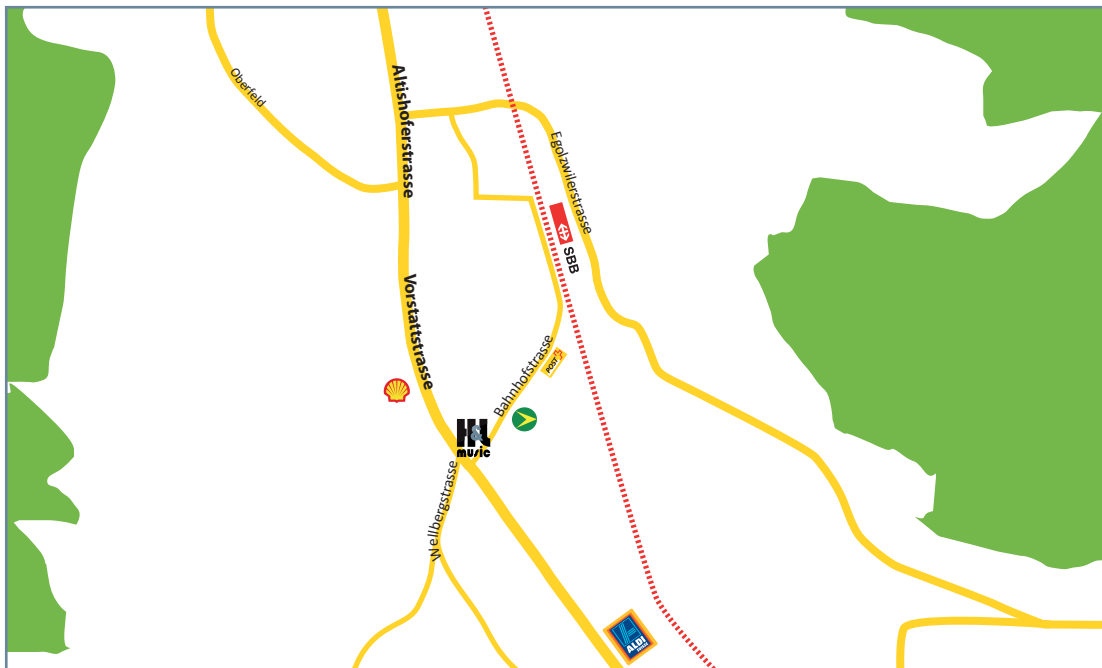 Oberfeld
Altishoferstrasse
Egolzwilerstrasse
SBB
Vorstattstrasse
Bahnhofstrasse
POST
H&L
music
Wellbergstrasse
ALDI